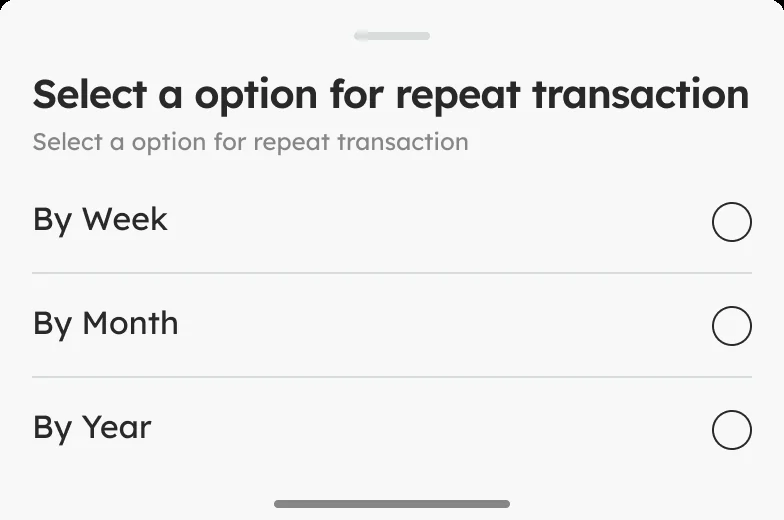 Select a option for repeat transaction
Select a option for repeat transaction
By Week
By Month
By Year